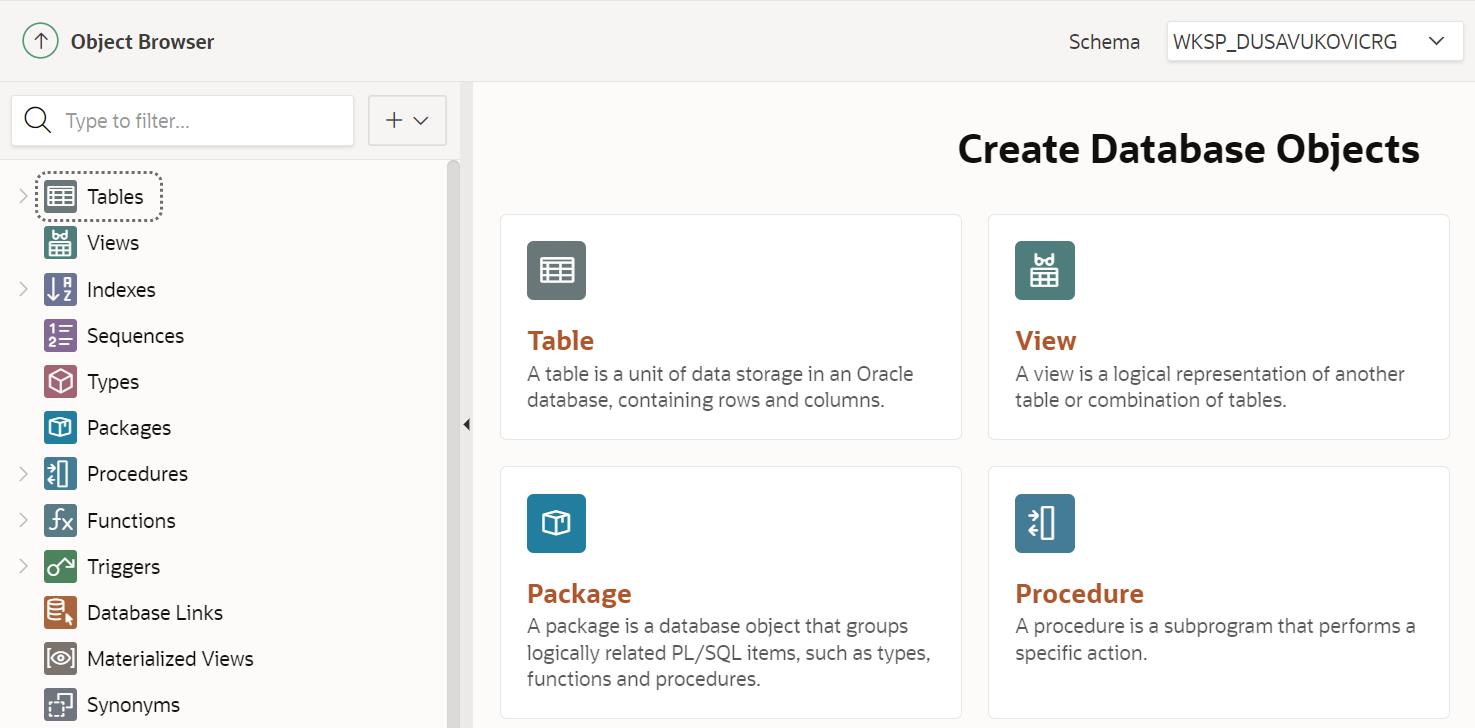 Object Browser
Schema
WKSP_DUSAVUKOVICRG
Type to filter...
Tables
Views
Indexes
Sequences
Types
Packages
Procedures
Functions
Triggers
Database Links
Materialized Views
Synonyms
Create Database Objects
Table
A table is a unit of data storage in an Oracle
database, containing rows and columns.
View
A view is a logical representation of another
table or combination of tables.
Package
A package is a database object that groups
logically related PL/SQL items, such as types,
functions and procedures.
Procedure
A procedure is a subprogram that performs a
specific action.